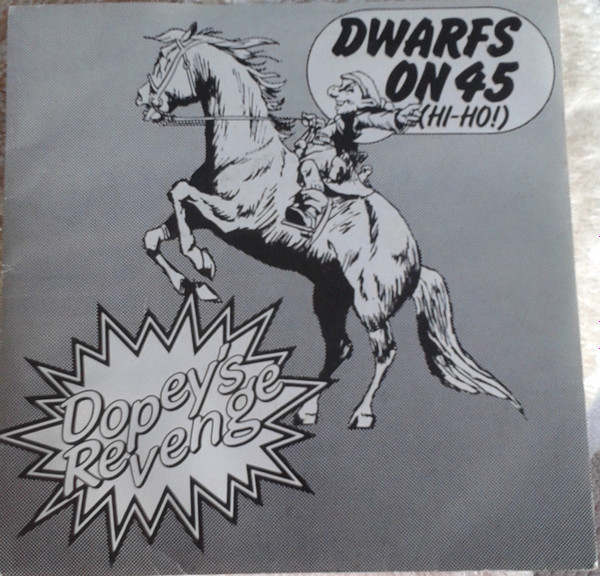 DWARFS
ON 45
(HI-HO!)
Dopey's
Revenge